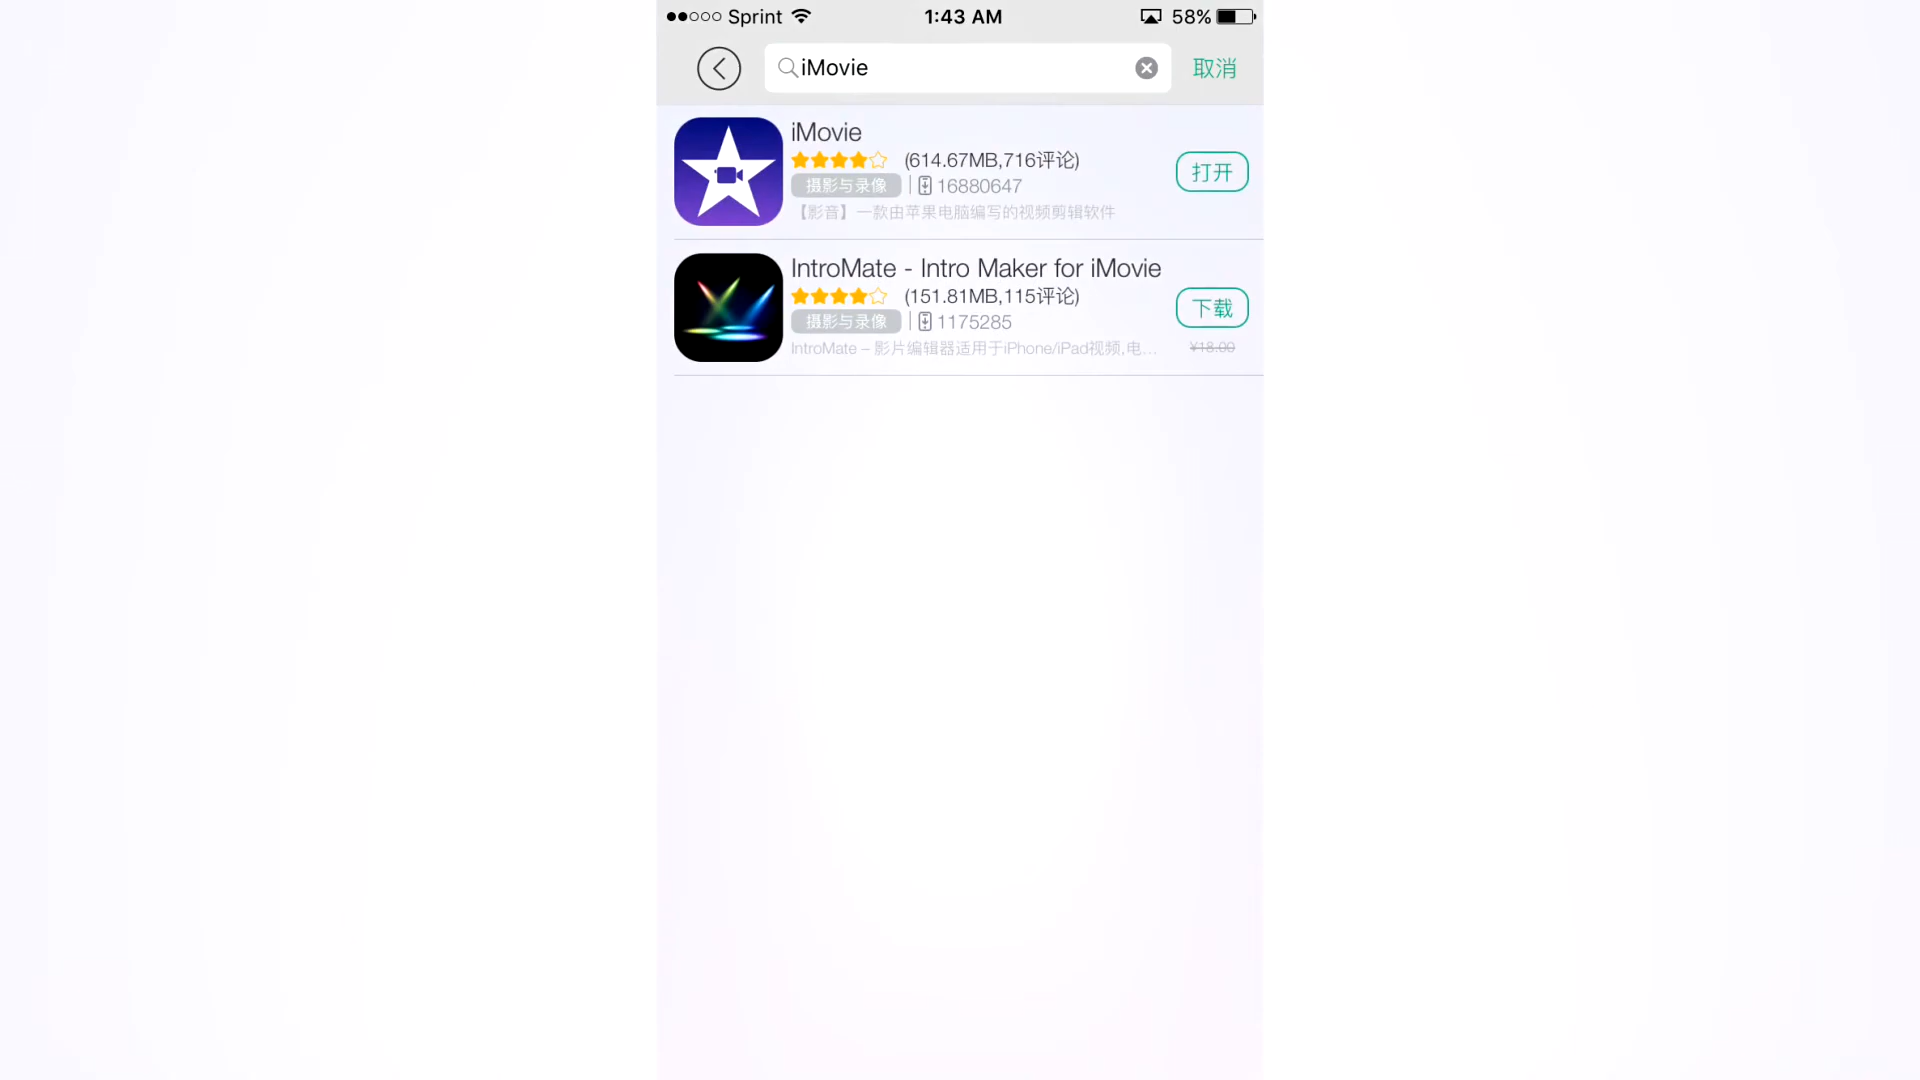 Sprint 1:43 AM 58%
iMovie 取消
iMovie
(614.67MB,716评论)
打开
摄影与录像 16880647
【影音】一款由苹果电脑编写的视频剪辑软件
IntroMate - Intro Maker for iMovie
(151.81MB,115评论)
下载
摄影与录像 1175285
IntroMate – 影片编辑器适用于iPhone/iPad视频,电...
¥18.00